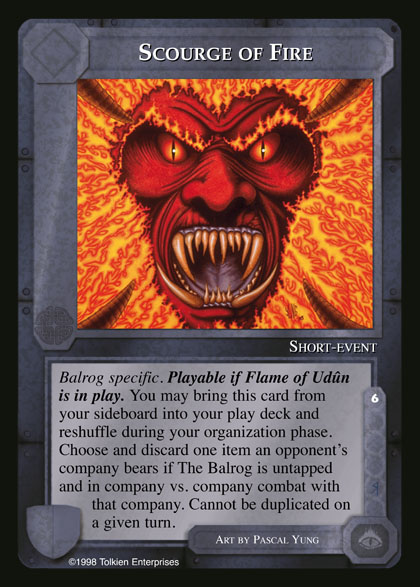 Scourge of Fire
Short-event
Balrog specific. Playable if Flame of Udûn
is in play. You may bring this card from
your sideboard into your play deck and
reshuffle during your organization phase.
Choose and discard one item an opponent's
company bears if The Balrog is untapped
and in company vs. company combat with
that company. Cannot be duplicated on
a given turn.
6
Art by Pascal Yung
©1998 Tolkien Enterprises